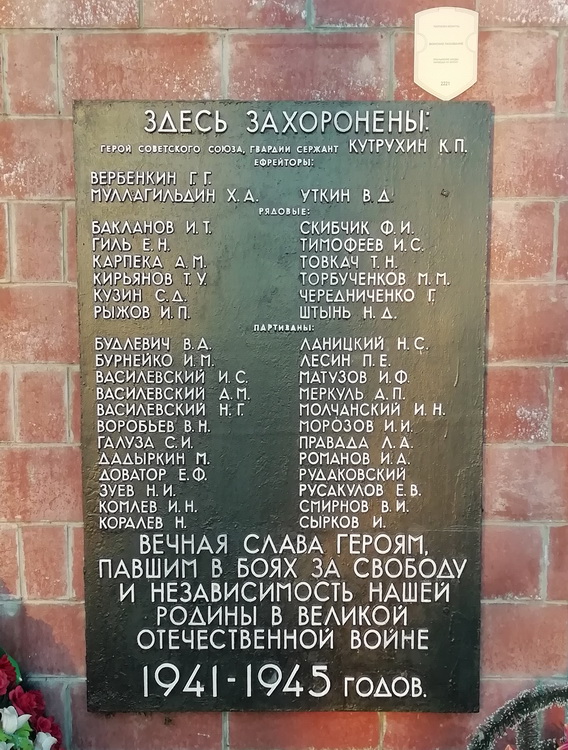 ЗДЕСЬ ЗАХОРОНЕНЫ:
ГЕРОЯ СОВЕТСКОГО СОЮЗА, ГВАРДИИ СЕРЖАНТ КУТРУХИН К.П.
ЕФРЕЙТОРЫ:
ВЕРБЕНКИН Г.Г.
МУЛЛАГИЛЬДИН Х.Д. УТКИН В.Д.
РЯДОВЫЕ:
БАКЛАНОВ И.Т. СКИБЧИК Ф.И.
ГИЛЬ Е.Н. ТИМОФЕЕВ И.С.
КАРПЕКА Д.М. ТОВКАЧ Т.Н.
КИРЬЯНОВ Т.У. ТОРБУЧЕНКОВ М.М.
КУЗИН С.Д. ЧЕРЕДНИЧЕНКО Г.
РЫЖОВ И.П. ШТЫНЬ Н.Д.
ПАРТИЗАНЫ:
БУДЛЕВИЧ В.А. ЛАНИЦКИЙ Н.С.
БУРНЕЙКО И.М. ЛЕСИН П.Е.
ВАСИЛЕВСКИЙ И.С. МАТУЗОВ И.Ф.
ВАСИЛЕВСКИЙ А.М. МЕРКУЛЬ А.П.
ВАСИЛЕВСКИЙ Н.Г. МОЛЧАНСКИЙ И.Н.
ВОРОБЬЕВ В.Н. МОРОЗОВ И.И.
ГАЛУЗА С.И. ПРАВАДА Л.А.
ДАДЫРКИН М. РОМАНОВ И.А.
ДОВАТОР Е.Ф. РУДАКОВСКИЙ
ЗУЕВ Н.И. РУСАКУЛОВ Е.В.
КОМЛЕВ И.Н. СМИРНОВ В.И.
КОРАЛЕВ Н. СЫРКОВ И.
ВЕЧНАЯ СЛАВА ГЕРОЯМ,
ПАВШИМ В БОЯХ ЗА СВОБОДУ
И НЕЗАВИСИМОСТЬ НАШЕЙ
РОДИНЫ В ВЕЛИКОЙ
ОТЕЧЕСТВЕННОЙ ВОЙНЕ
1941-1945 ГОДОВ.